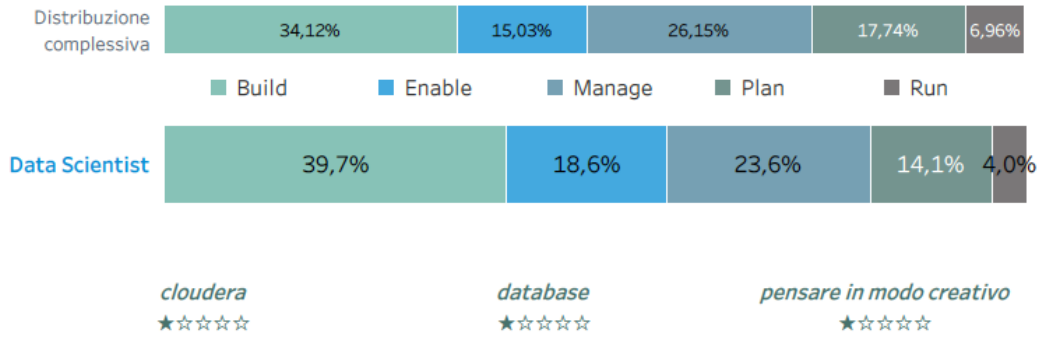 Distribuzione
complessiva
34,12% 15,03% 26,15% 17,74% 6,96%
Build Enable Manage Plan Run
Data Scientist 39,7% 18,6% 23,6% 14,1% 4,0%
cloudera database pensare in modo creativo
★☆☆☆☆ ★☆☆☆☆ ★☆☆☆☆